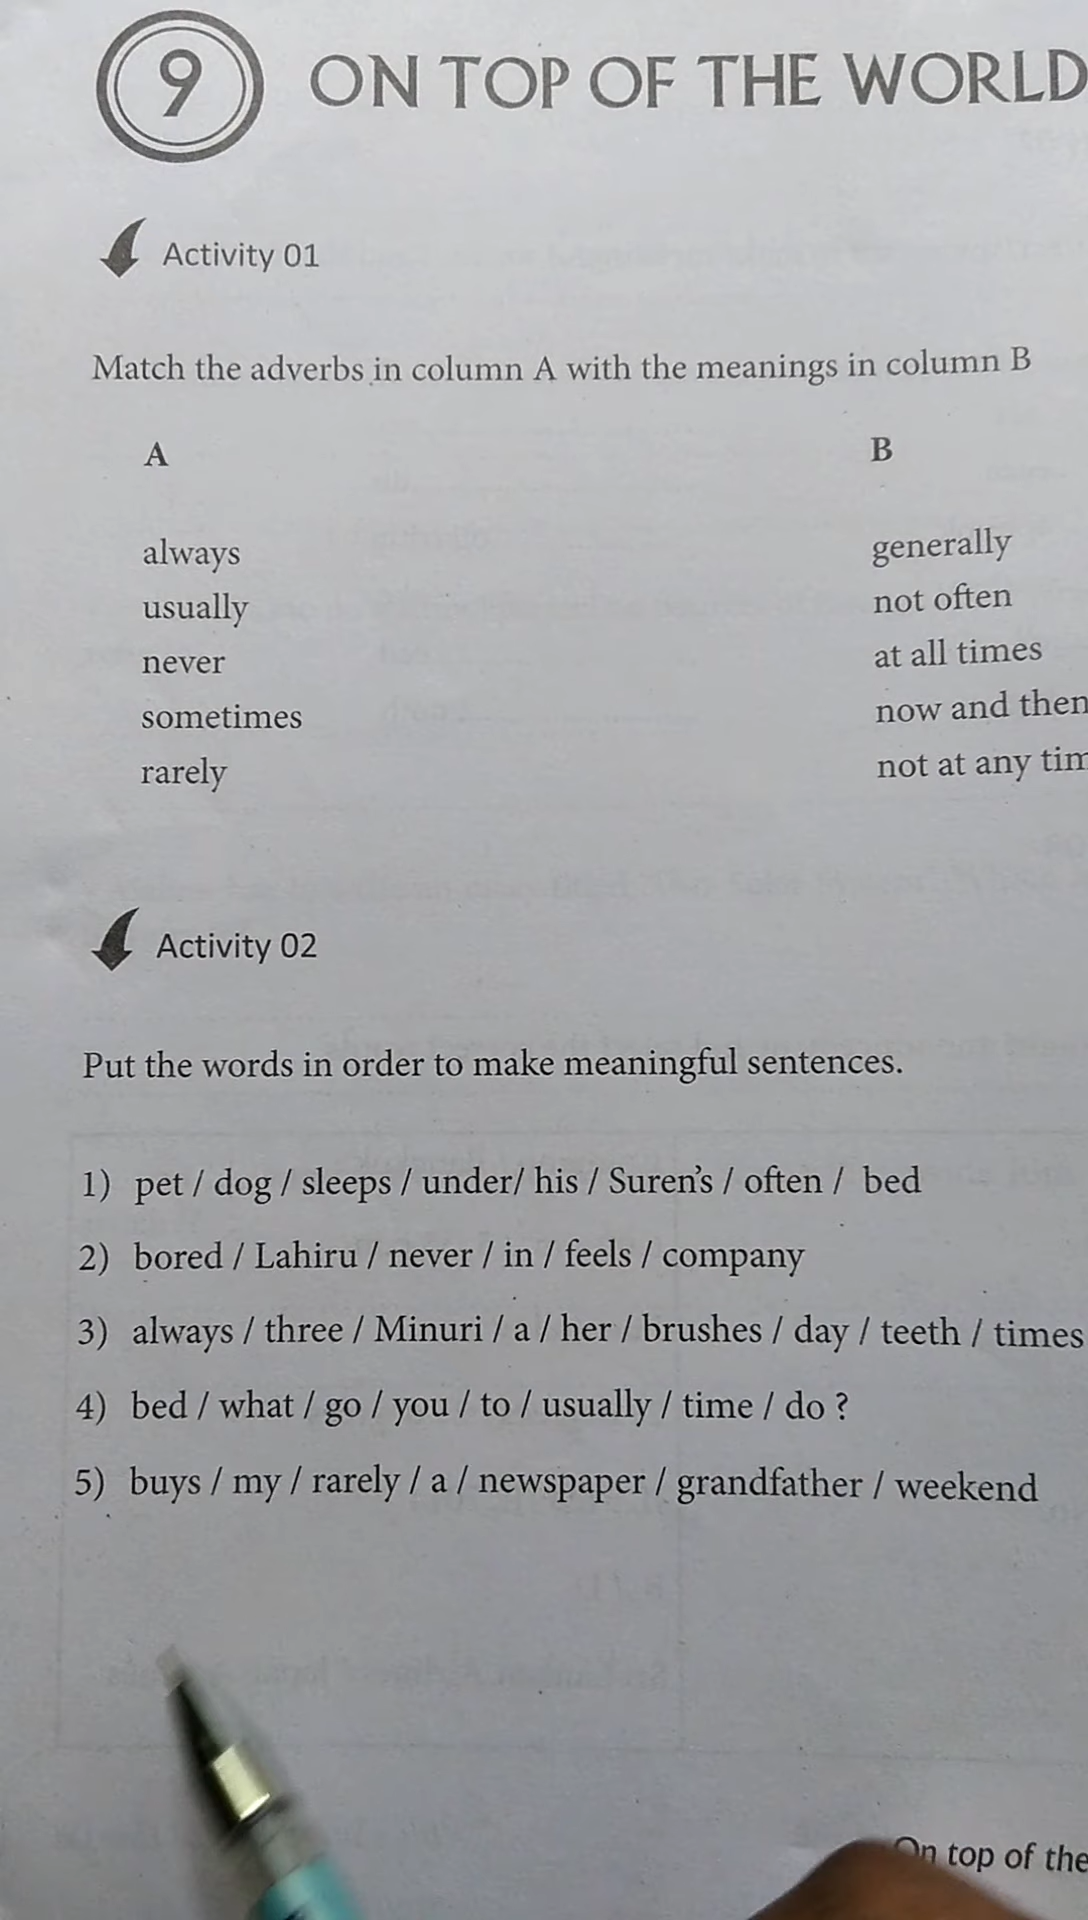 9 ON TOP OF THE WORLD
Activity 01
Match the adverbs in column A with the meanings in column B
A B
always generally
usually not often
never at all times
sometimes now and then
rarely not at any
Activity 02
Put the words in order to make meaningful sentences.
1) pet / dog / sleeps / under/ his / Suren's / often / bed
2) bored / Lahiru / never / in / feels / company
3) always / three / Minuri / a / her / brushes / day / teeth / times
4) bed / what / go / you / to / usually / time / do ?
5) buys / my / rarely / a / newspaper / grandfather / weekend
On top of the